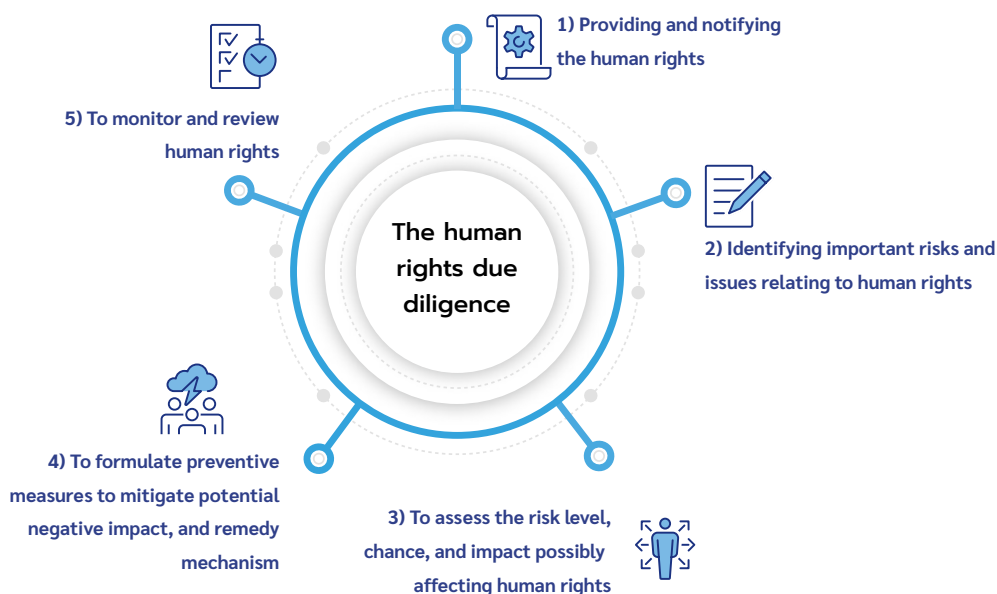 1) Providing and notifying
the human rights
5) To monitor and review
human rights
The human
rights due
diligence
2) Identifying important risks and
issues relating to human rights
4) To formulate preventive
measures to mitigate potential
negative impact, and remedy
mechanism
3) To assess the risk level,
chance, and impact possibly
affecting human rights